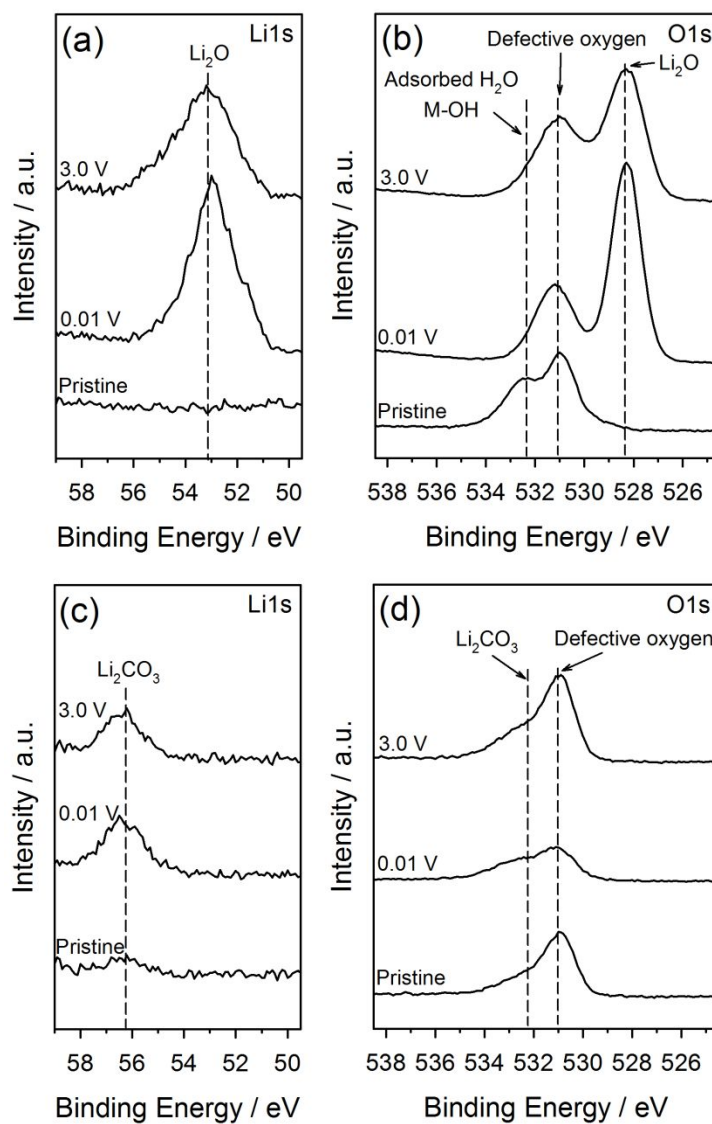 (a)
Li1s
Li₂O
3.0 V
0.01 V
Pristine
Intensity / a.u.
58 56 54 52 50
Binding Energy / eV
(b)
O1s
Defective oxygen
Adsorbed H₂O
Li₂O
M-OH
3.0 V
0.01 V
Pristine
Intensity / a.u.
538 536 534 532 530 528 526
Binding Energy / eV
(c)
Li1s
Li₂CO₃
3.0 V
0.01 V
Pristine
Intensity / a.u.
58 56 54 52 50
Binding Energy / eV
(d)
O1s
Li₂CO₃
Defective oxygen
3.0 V
0.01 V
Pristine
Intensity / a.u.
538 536 534 532 530 528 526
Binding Energy / eV